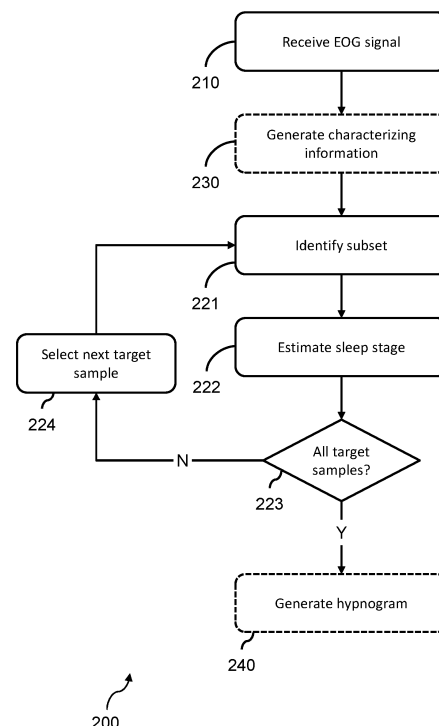 Receive EOG signal
210
Generate characterizing
information
230
Identify subset
221
Estimate sleep stage
222
Select next target
sample
224
All target
samples?
223
N
Y
Generate hypnogram
240
200